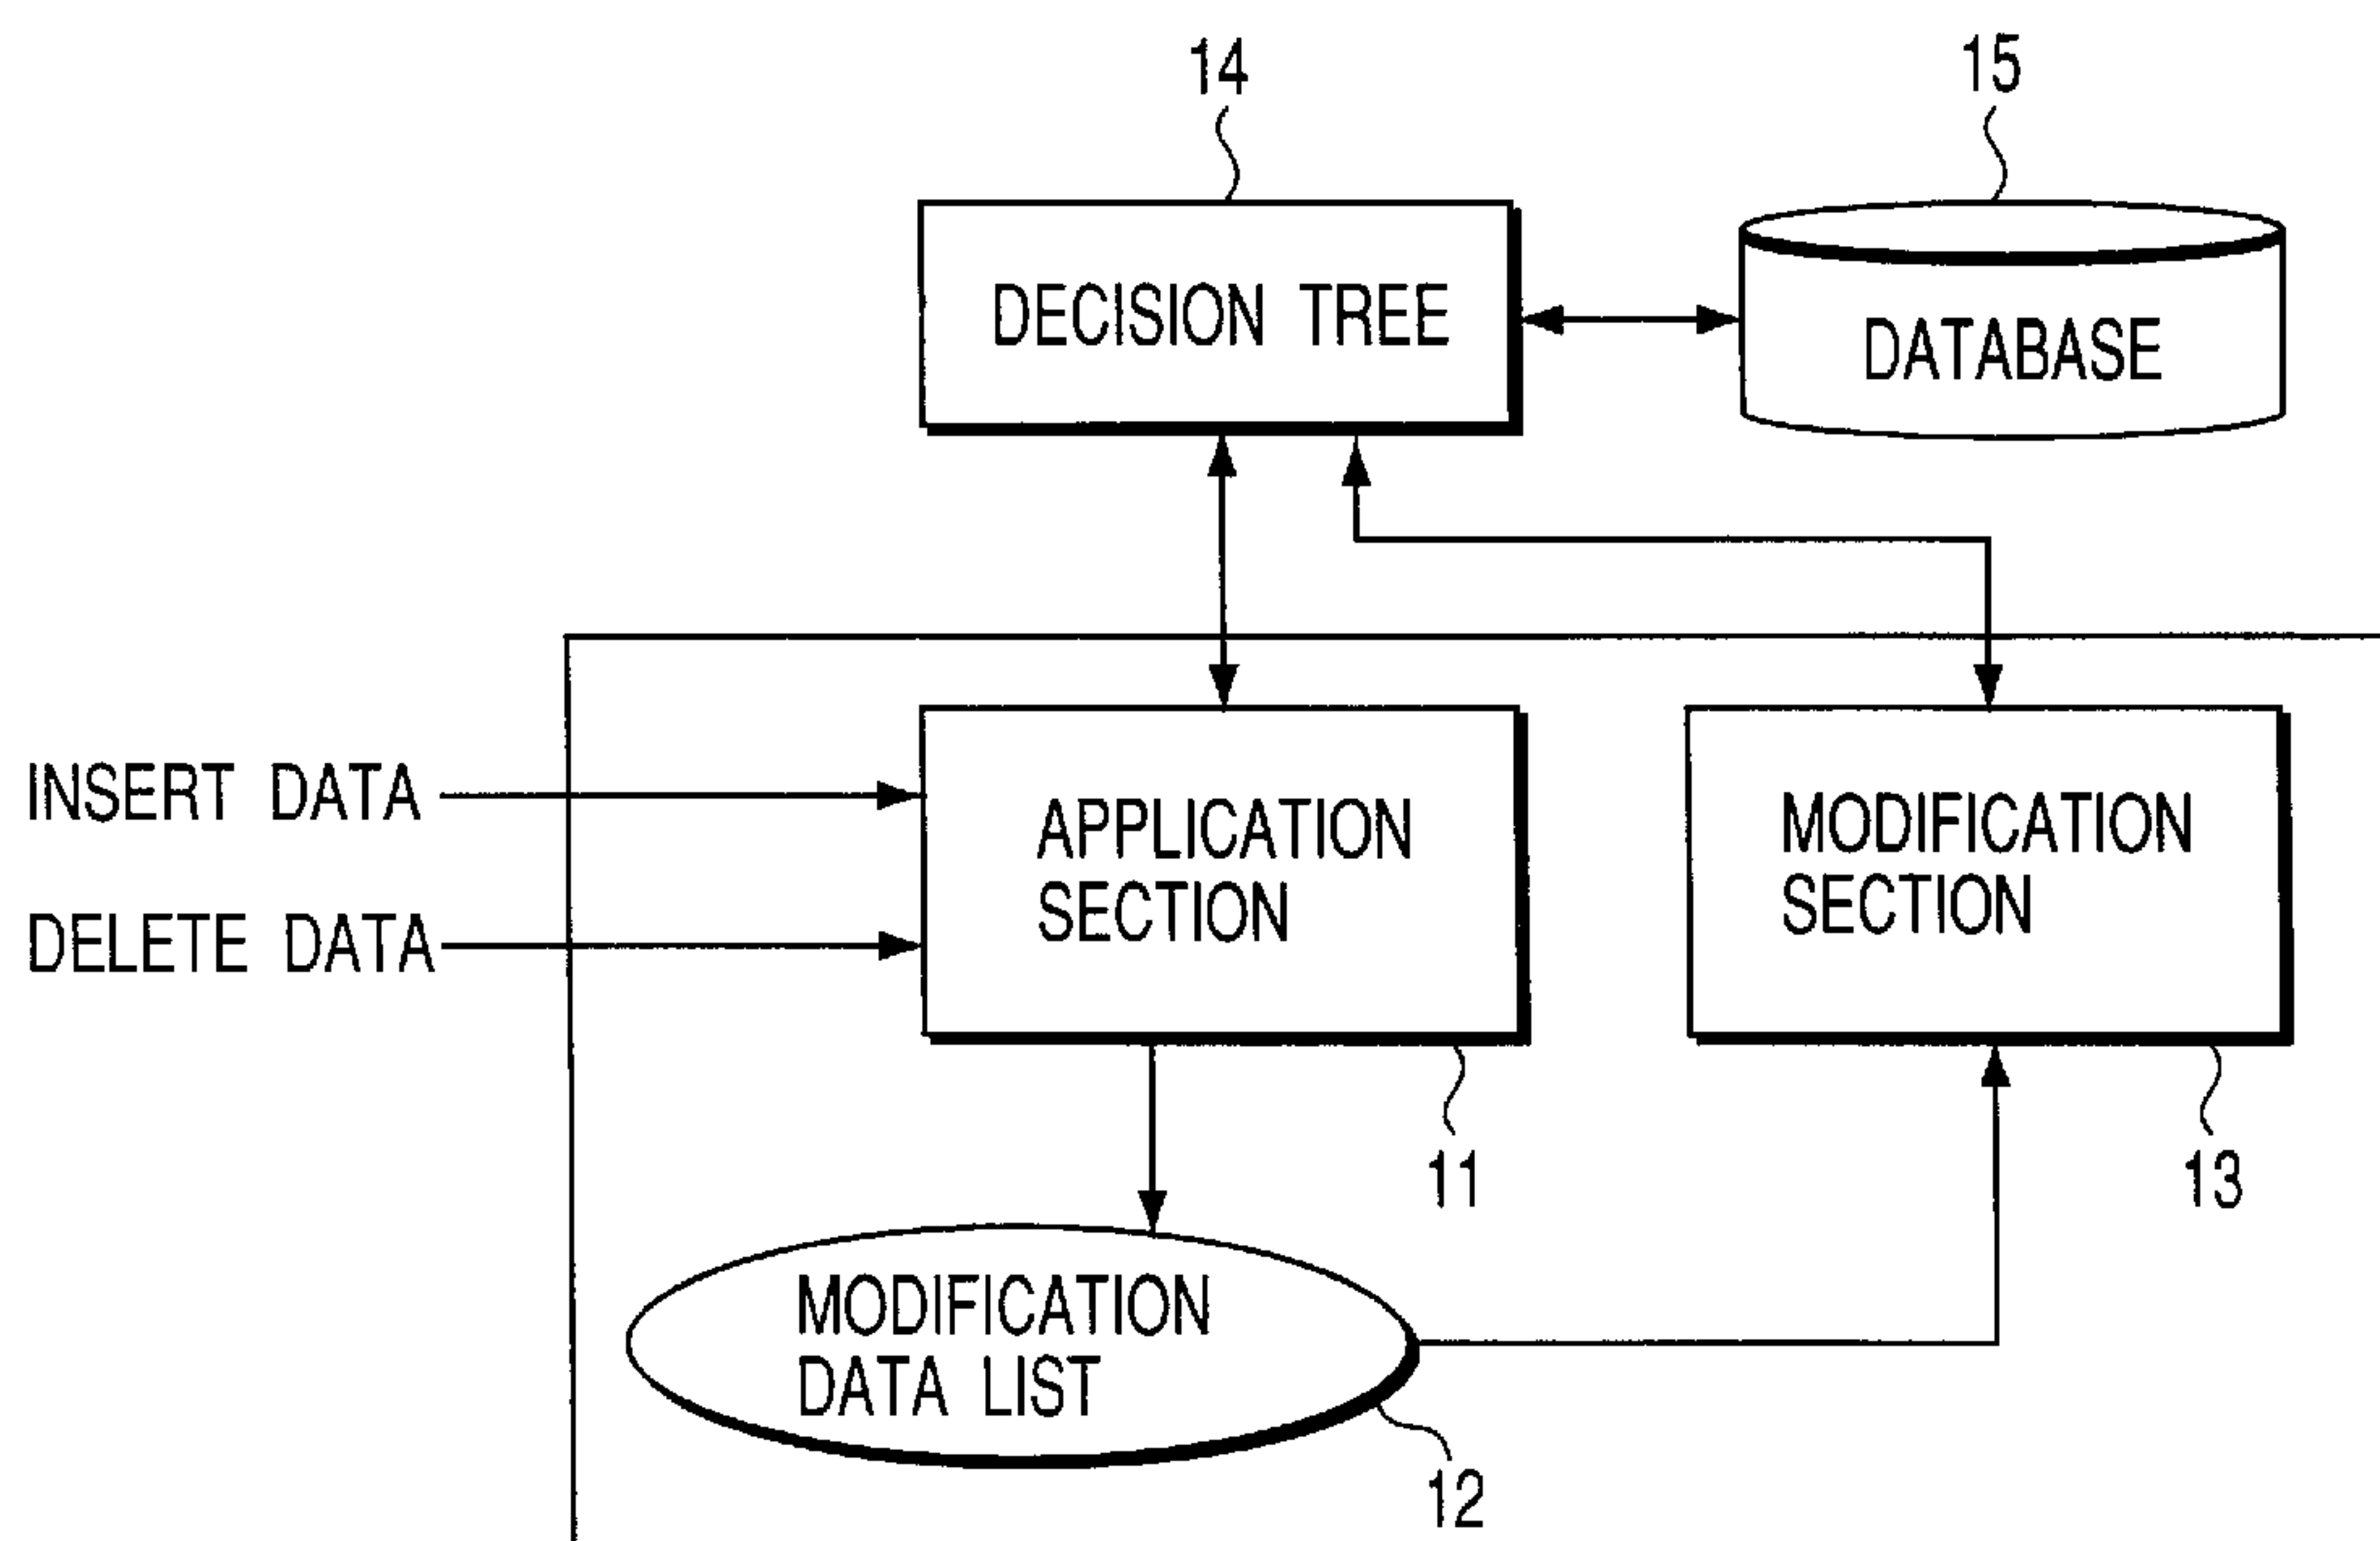 14
15
DECISION TREE
DATABASE
INSERT DATA
DELETE DATA
APPLICATION
SECTION
MODIFICATION
SECTION
11
13
MODIFICATION
DATA LIST
12